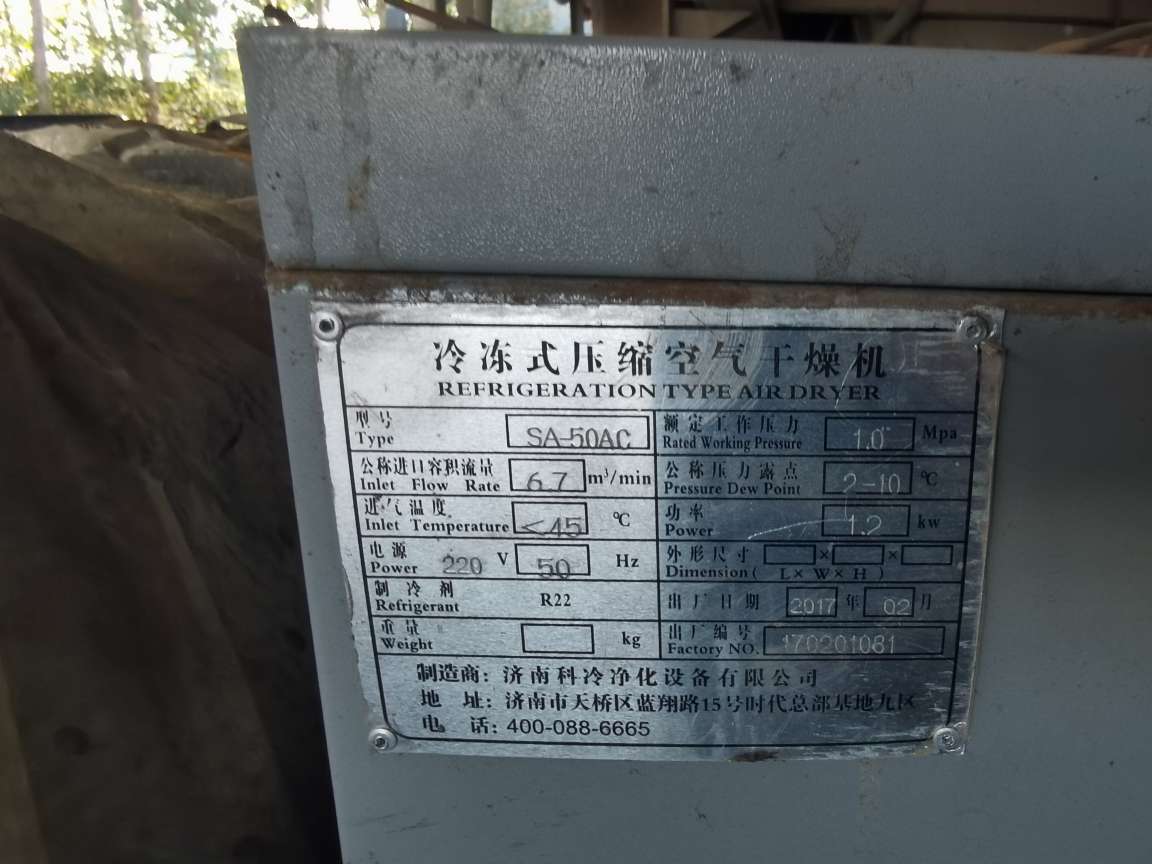 冷冻式压缩空气干燥机
REFRIGERATION TYPE AIR DRYER
型号 Type SA-50AC
额定工作压力 Rated Working Pressure 1.0 Mpa
公称进口容积流量 Inlet Flow Rate 6.7 m³/min
公称压力露点 Pressure Dew Point 2-10 ℃
进气温度 Inlet Temperature <45 ℃
功率 Power 1.2 kw
电源 Power 220 V 50 Hz
外形尺寸 × ×
Dimension( L×W×H )
制冷剂 Refrigerant R22
出厂日期 2017 年 02 月
重量 Weight kg
出厂编号 Factory NO. 170201081
制造商: 济南科冷净化设备有限公司
地 址: 济南市天桥区蓝翔路15号时代总部基地九区
电 话: 400-088-6665